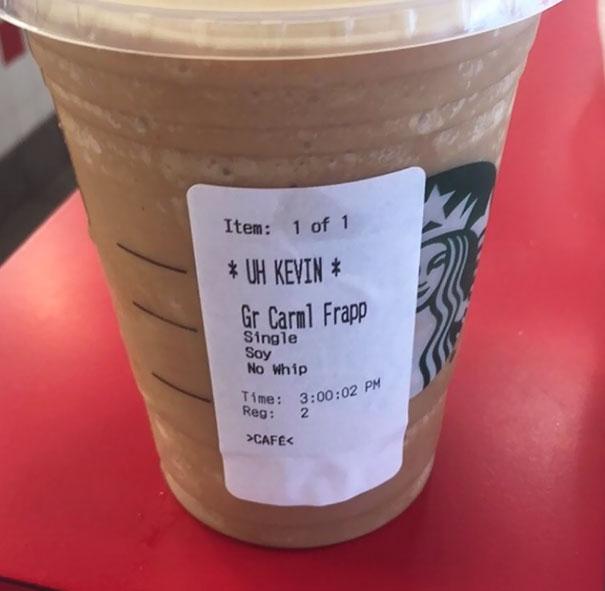 Item: 1 of 1
* UH KEVIN *
Gr Carml Frapp
Single
Soy
No Whip
Time: 3:00:02 PM
Reg: 2
>CAFÉ<